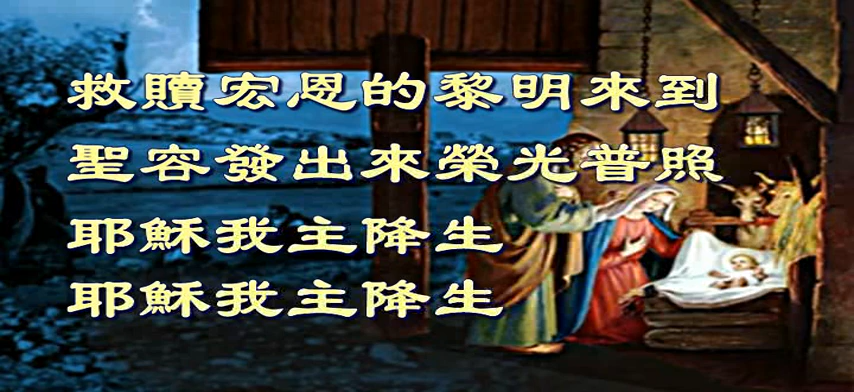 救贖宏恩的黎明來到
聖容發出來榮光普照
耶穌我主降生
耶穌我主降生